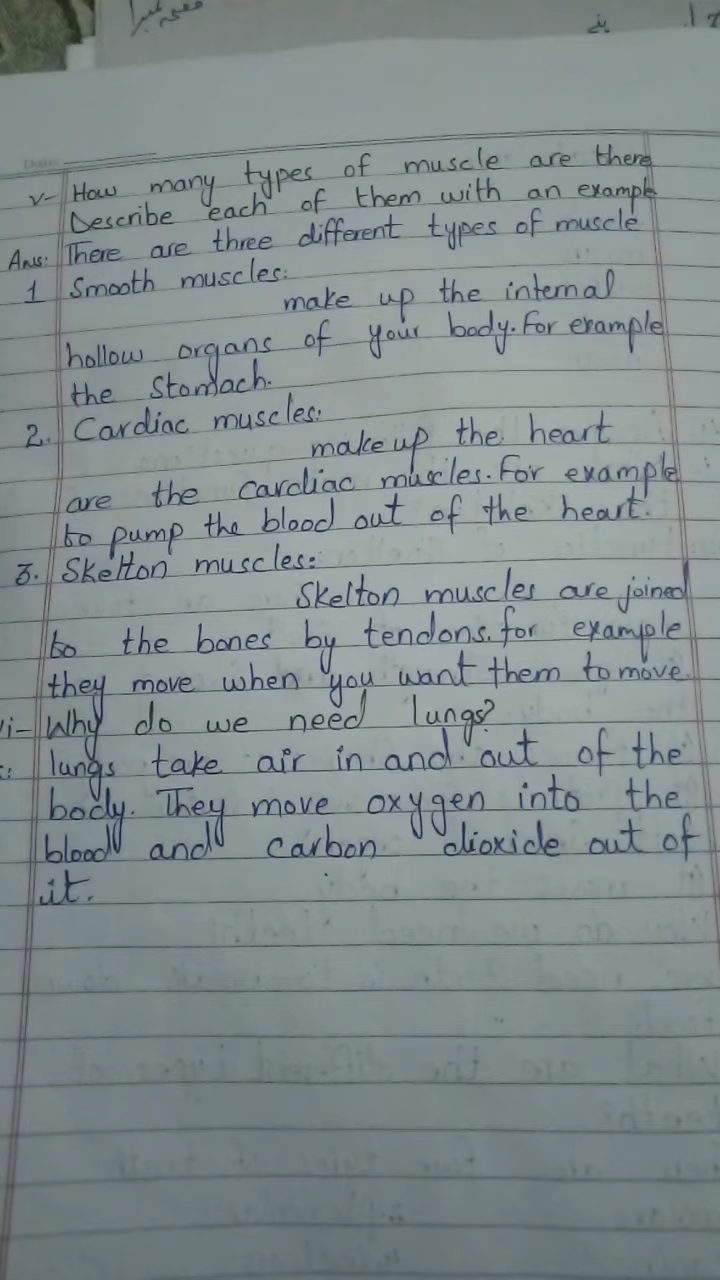 v- How many types of muscle are there
Describe each of them with an example
Ans: There are three different types of muscle
1 Smooth muscles:
make up the internal
hollow organs of your body. For example
the Stomach.
2. Cardiac muscles:
make up the heart
are the cardiac muscles. For example
to pump the blood out of the heart.
3. Skelton muscles:
Skelton muscles are joined
to the bones by tendons. for example
they move when you want them to move.
i- Why do we need lungs?
: lungs take air in and out of the
body. They move oxygen into the
blood and carbon dioxide out of
it.